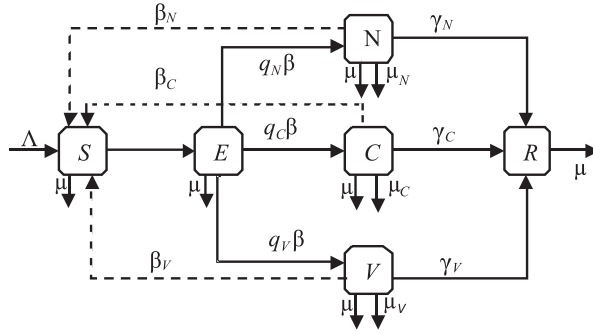 β_N N γ_N
q_Nβ μ μ_N
β_C
Λ S E q_Cβ C γ_C R
μ μ μ μ_C μ
q_Vβ
β_V V γ_V
μ μ_V